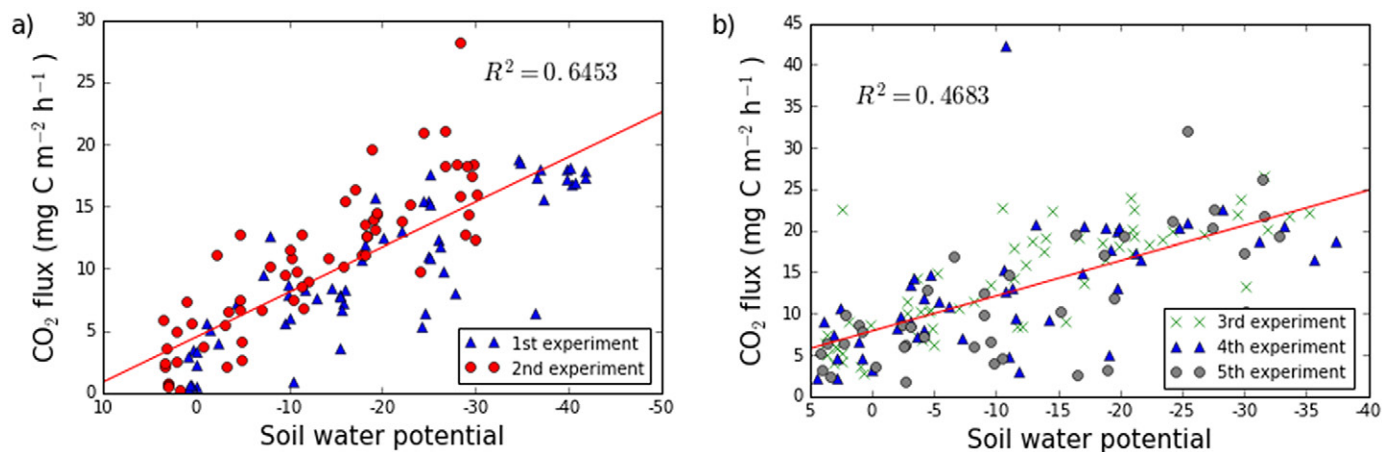 a)
30
25
20
15
10
5
0
CO₂ flux (mg C m⁻² h⁻¹)
R² = 0.6453
1st experiment
2nd experiment
10 0 -10 -20 -30 -40 -50
Soil water potential
b)
45
40
35
30
25
20
15
10
5
0
CO₂ flux (mg C m⁻² h⁻¹)
R² = 0.4683
3rd experiment
4th experiment
5th experiment
5 0 -5 -10 -15 -20 -25 -30 -35 -40
Soil water potential